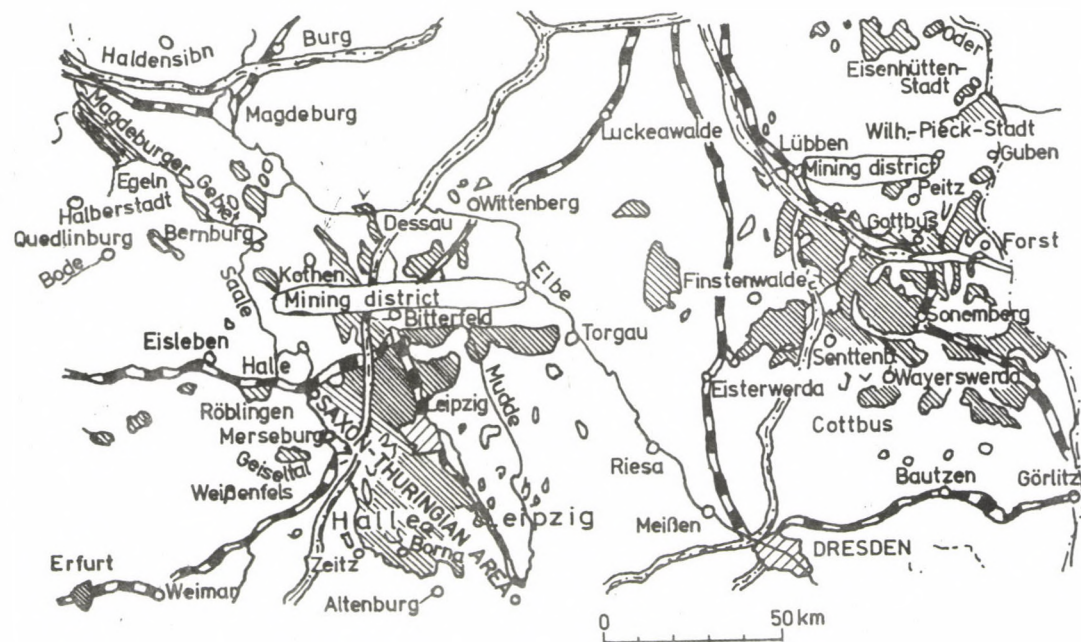 Haldensibn
Burg
Oder
Eisenhütten-
Stadt
Magdeburg
Magdeburger Gebiet
Luckeawalde
Wilh.-Pieck-Stadt
Lübben
Guben
Mining district
Peitz
Egeln
Halberstadt
Wittenberg
Dessau
Quedlinburg
Bernburg
Gottbus
Forst
Bode
Saale
Kothen
Elbe
Finstenwalde
Mining district
Bitterfeld
Sonemberg
Torgau
Eisleben
Halle
Senttenb.
Mudde
Eisterwerda
Wayerswerda
Röblingen
Leipzig
Cottbus
Merseburg
SAXON-THURINGIAN AREA
Geiseltal
Riesa
Bautzen
Görlitz
Weißenfels
Halle
Leipzig
Meißen
Borna
DRESDEN
Erfurt
Zeitz
Weimar
Altenburg
0 50 km